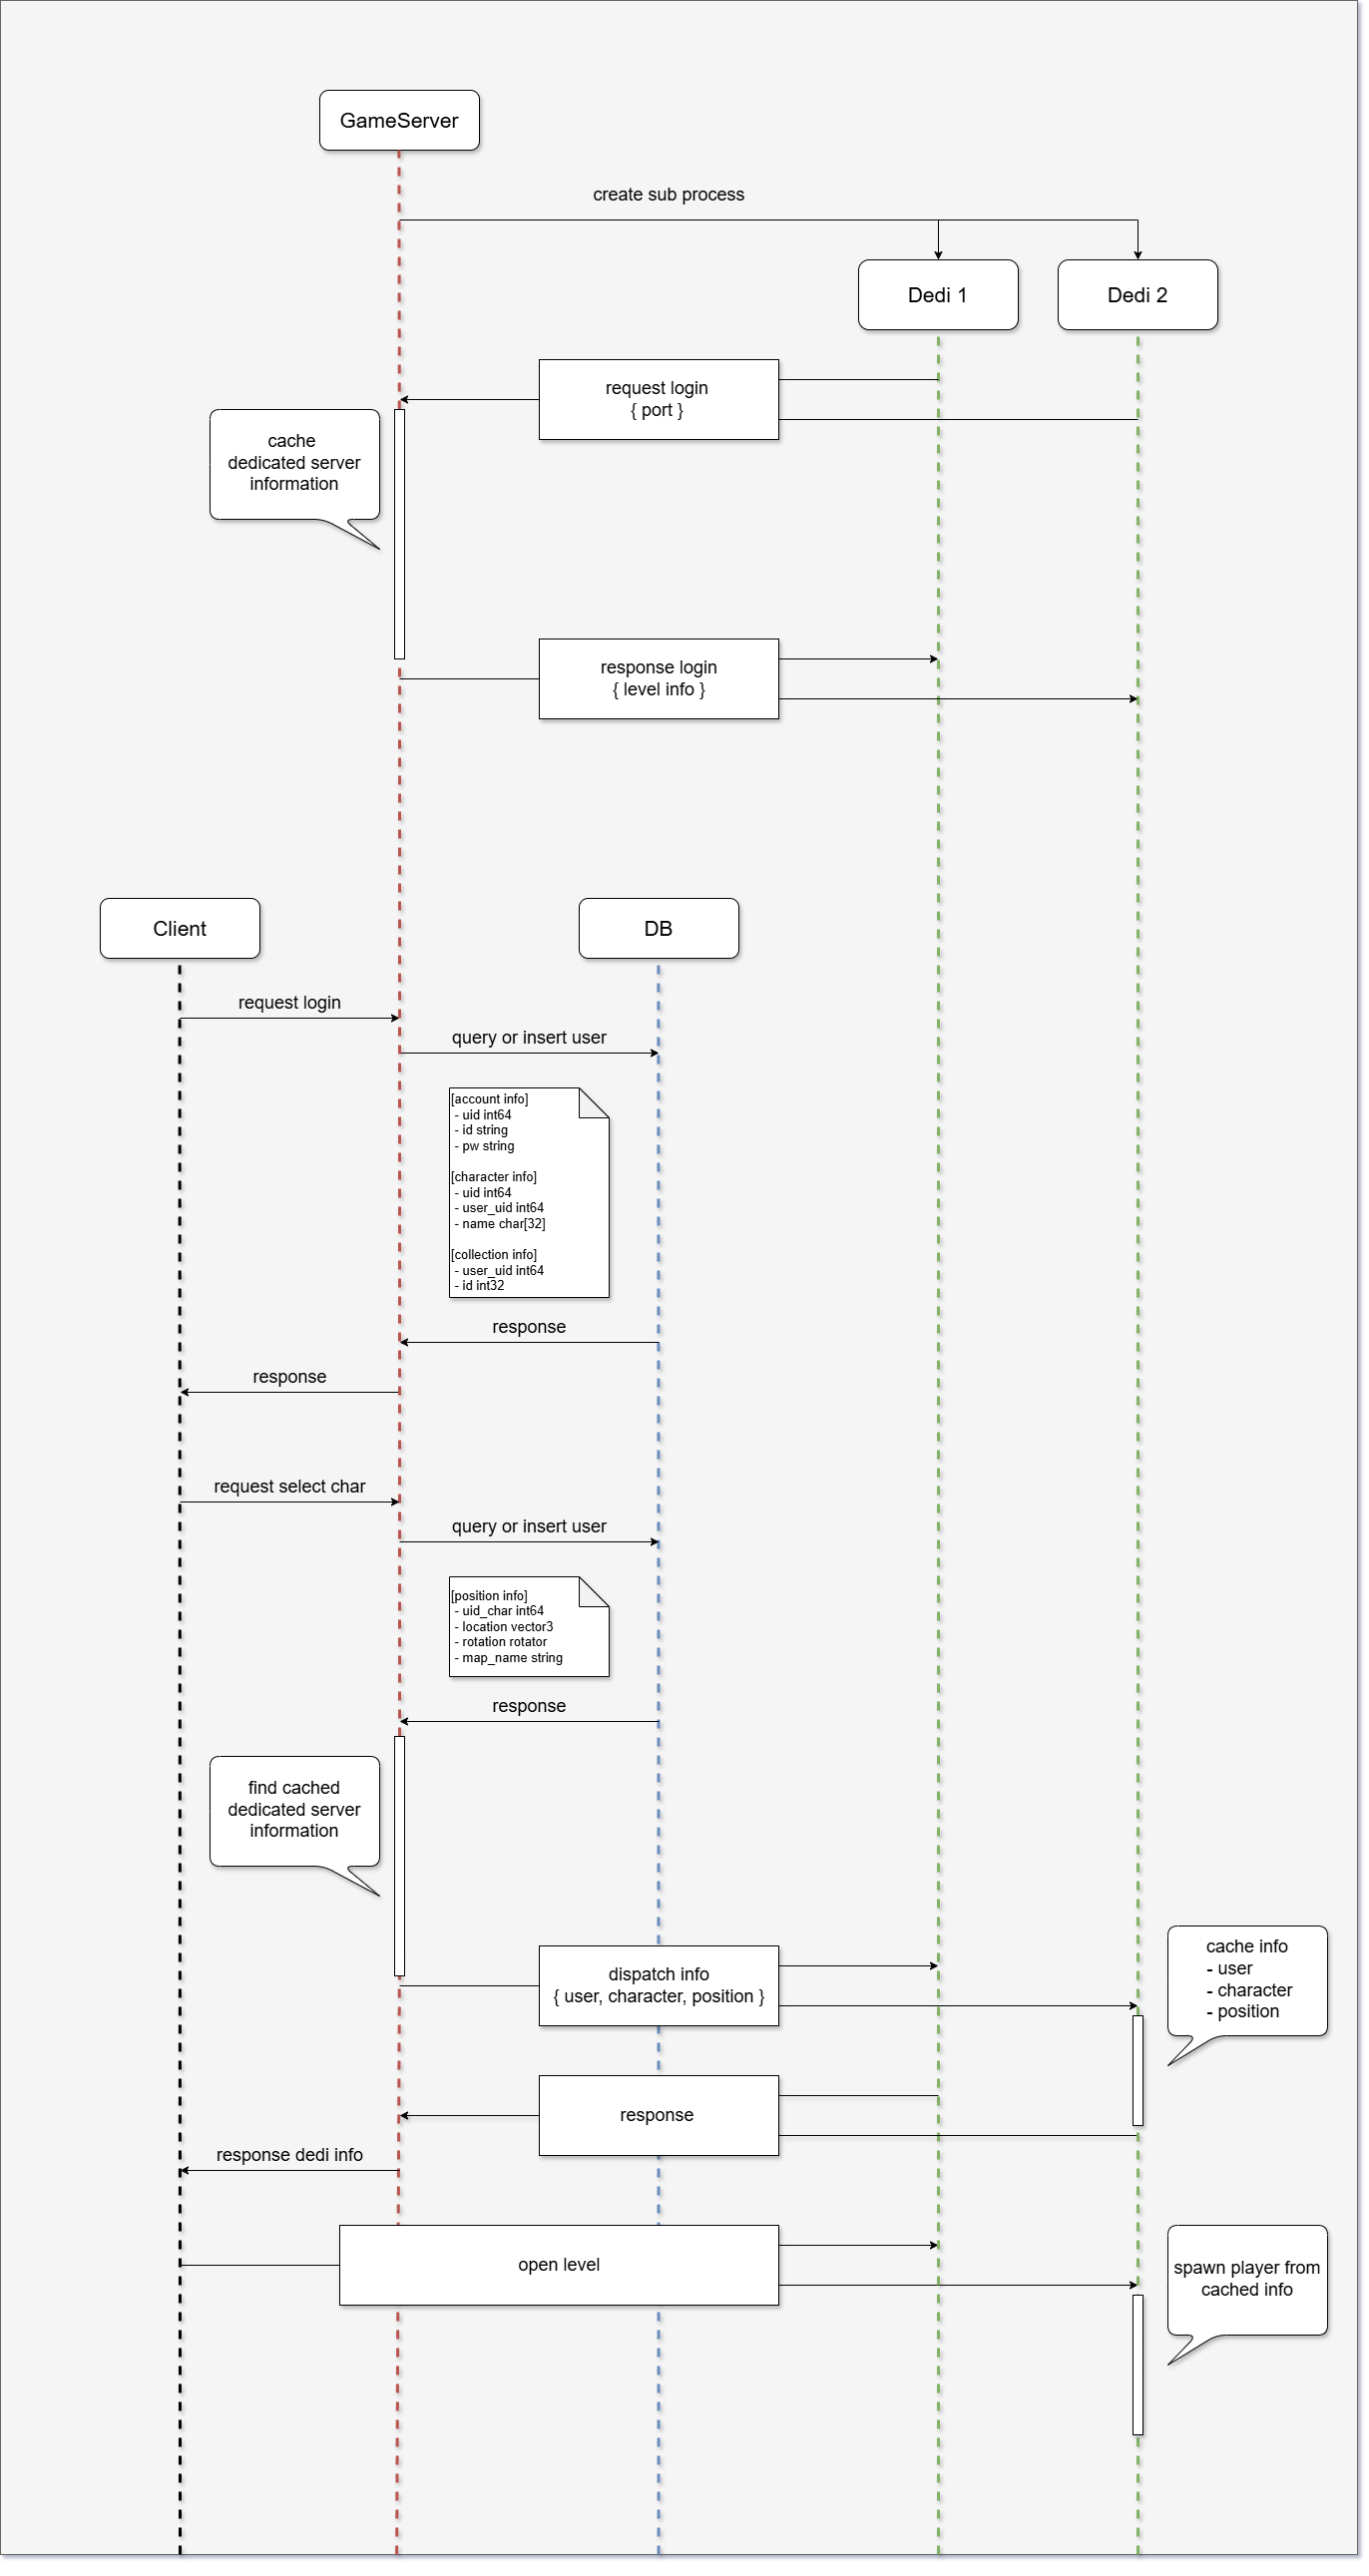 GameServer
create sub process
Dedi 1
Dedi 2
request login
{ port }
cache
dedicated server
information
response login
{ level info }
Client
DB
request login
query or insert user
[account info]
- uid int64
- id string
- pw string
[character info]
- uid int64
- user_uid int64
- name char[32]
[collection info]
- user_uid int64
- id int32
response
response
request select char
query or insert user
[position info]
- uid_char int64
- location vector3
- rotation rotator
- map_name string
response
find cached
dedicated server
information
dispatch info
{ user, character, position }
cache info
- user
- character
- position
response
response dedi info
open level
spawn player from
cached info